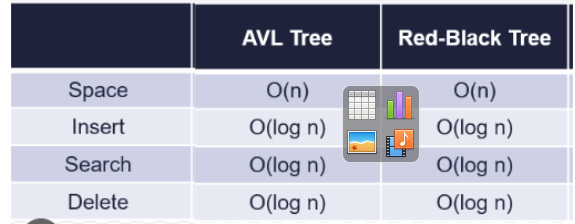 AVL Tree Red-Black Tree
Space O(n) O(n)
Insert O(log n) O(log n)
Search O(log n) O(log n)
Delete O(log n) O(log n)